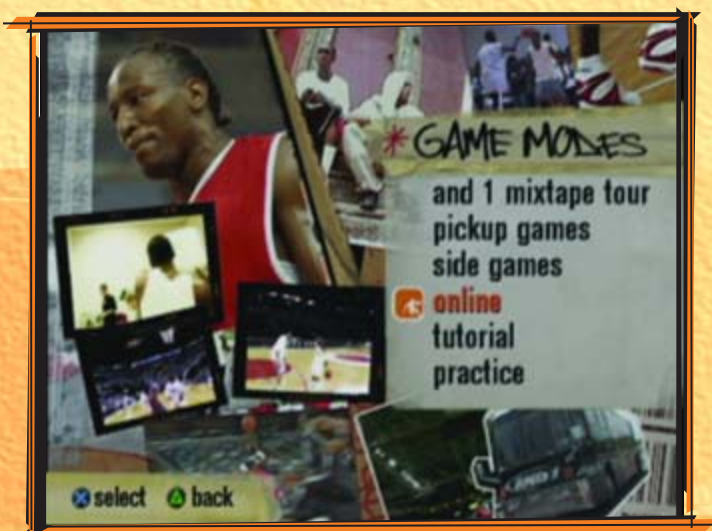 * GAME MODES
and 1 mixtape tour
pickup games
side games
online
tutorial
practice
select back